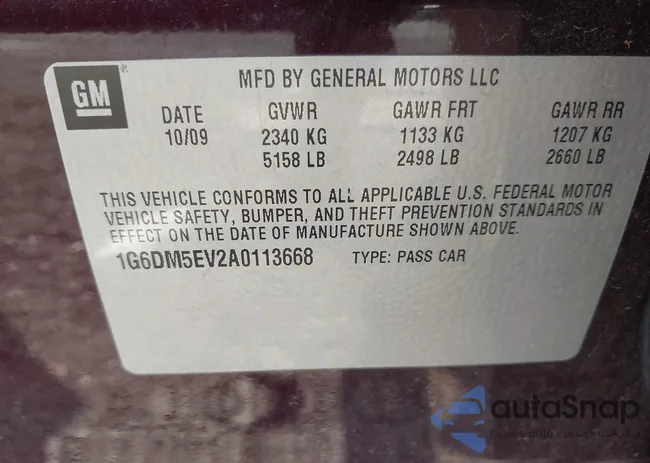 GM
MFD BY GENERAL MOTORS LLC
DATE GVWR GAWR FRT GAWR RR
10/09 2340 KG 1133 KG 1207 KG
5158 LB 2498 LB 2660 LB
THIS VEHICLE CONFORMS TO ALL APPLICABLE U.S. FEDERAL MOTOR
VEHICLE SAFETY, BUMPER, AND THEFT PREVENTION STANDARDS IN
EFFECT ON THE DATE OF MANUFACTURE SHOWN ABOVE.
1G6DM5EV2A0113668 TYPE: PASS CAR
autoSnap